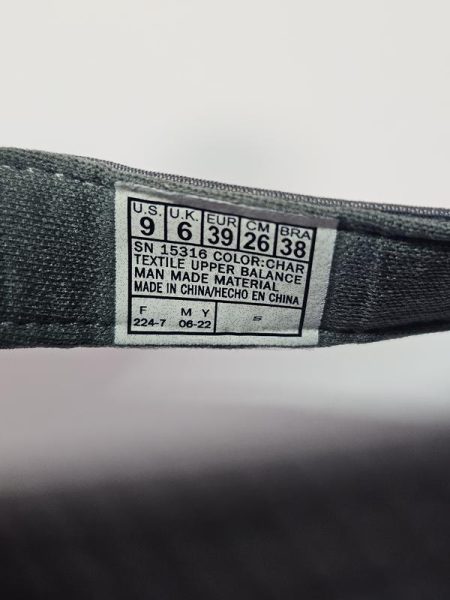 U.S. U.K. EUR CM BRA
9 6 39 26 38
SN 15316 COLOR:CHAR
TEXTILE UPPER BALANCE
MAN MADE MATERIAL
MADE IN CHINA/HECHO EN CHINA
F M Y
224-7 06-22 S